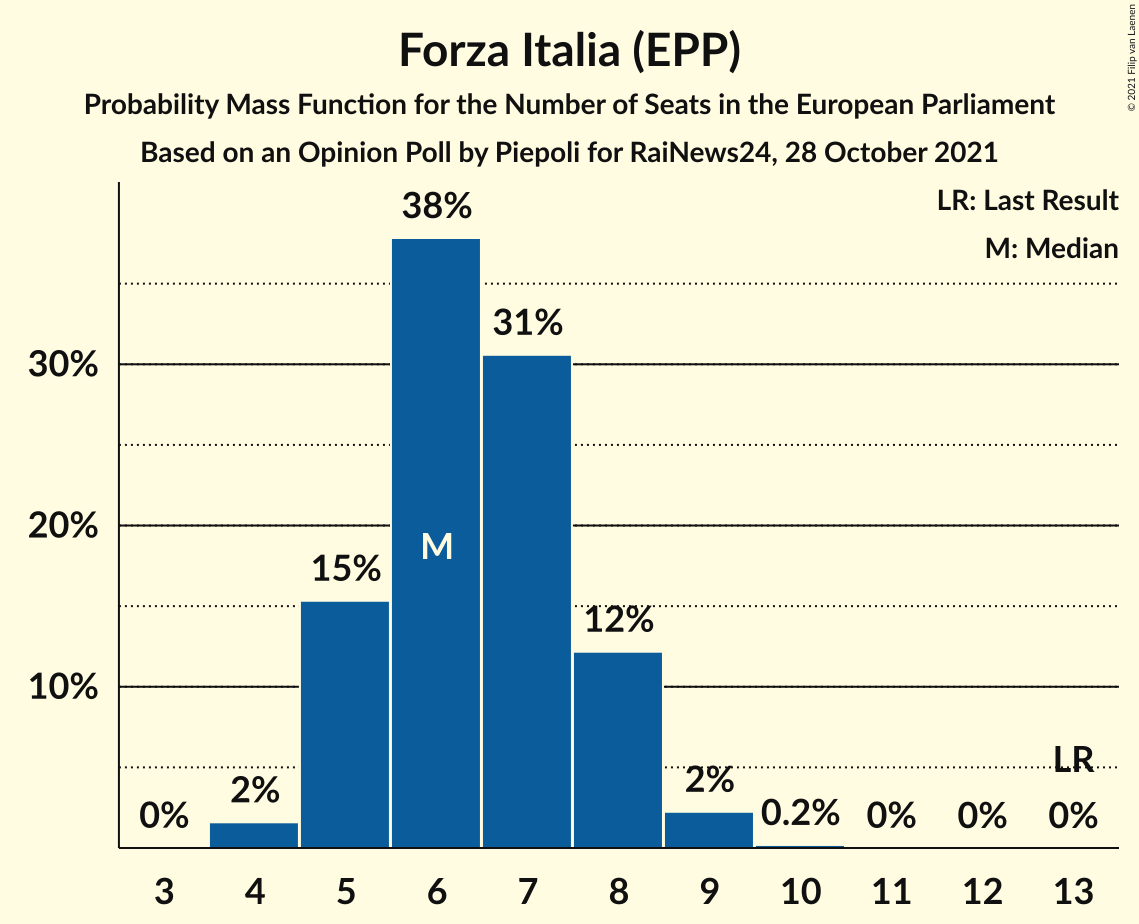 Forza Italia (EPP)
Probability Mass Function for the Number of Seats in the European Parliament
Based on an Opinion Poll by Piepoli for RaiNews24, 28 October 2021
© 2021 Filip van Laenen
LR: Last Result
M: Median
38%
31%
30%
20%
M
15%
12%
10%
LR
2%
2%
0%
0.2%
0%
0%
0%
3 4 5 6 7 8 9 10 11 12 13